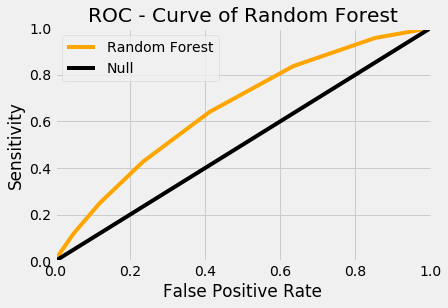 ROC - Curve of Random Forest
Random Forest
Null
Sensitivity
1.0
0.8
0.6
0.4
0.2
0.0
0.0 0.2 0.4 0.6 0.8 1.0
False Positive Rate